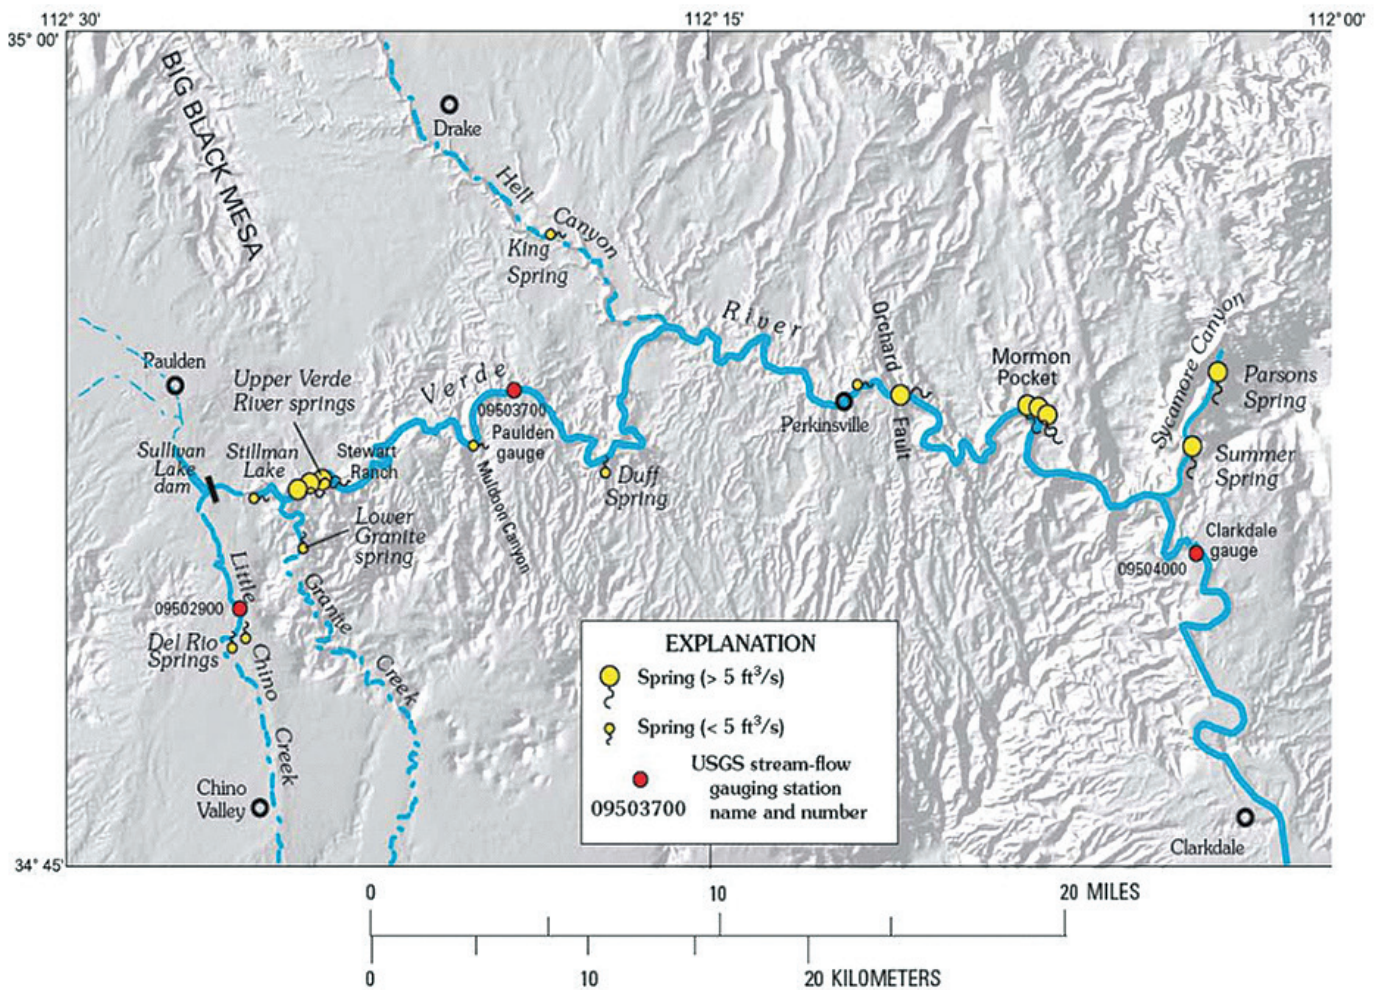 112° 30'
112° 15'
112° 00'
35° 00'
BIG BLACK MESA
Drake
Hell
Canyon
King
Spring
River
Orchard
Fault
Mormon
Pocket
Sycamore Canyon
Parsons
Spring
Summer
Spring
Paulden
Upper Verde
River springs
Verde
09503700
Paulden
gauge
Perkinsville
Sullivan
Lake
dam
Stillman
Lake
Stewart
Ranch
Muldoon Canyon
Duff
Spring
Lower
Granite
spring
Clarkdale
gauge
09504000
Little
Chino
Creek
09502900
Del Rio
Springs
Granite
Creek
Chino
Valley
Clarkdale
EXPLANATION
Spring (> 5 ft³/s)
Spring (< 5 ft³/s)
USGS stream-flow
gauging station
name and number
09503700
34° 45'
0 10 20 MILES
0 10 20 KILOMETERS